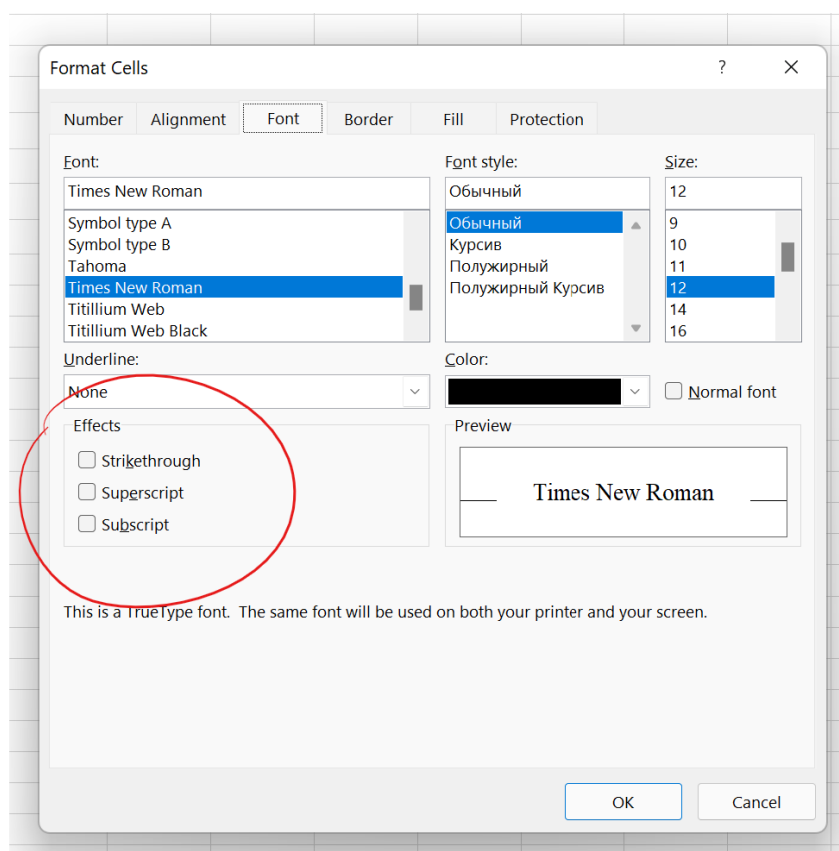 Format Cells ?
Number Alignment Font Border Fill Protection
Font: Font style: Size:
Times New Roman Обычный 12
Symbol type A Обычный 9
Symbol type B Курсив 10
Tahoma Полужирный 11
Times New Roman Полужирный Курсив 12
Titillium Web 14
Titillium Web Black 16
Underline: Color:
None Normal font
Effects Preview
Strikethrough
Superscript Times New Roman
Subscript
This is a TrueType font. The same font will be used on both your printer and your screen.
OK Cancel